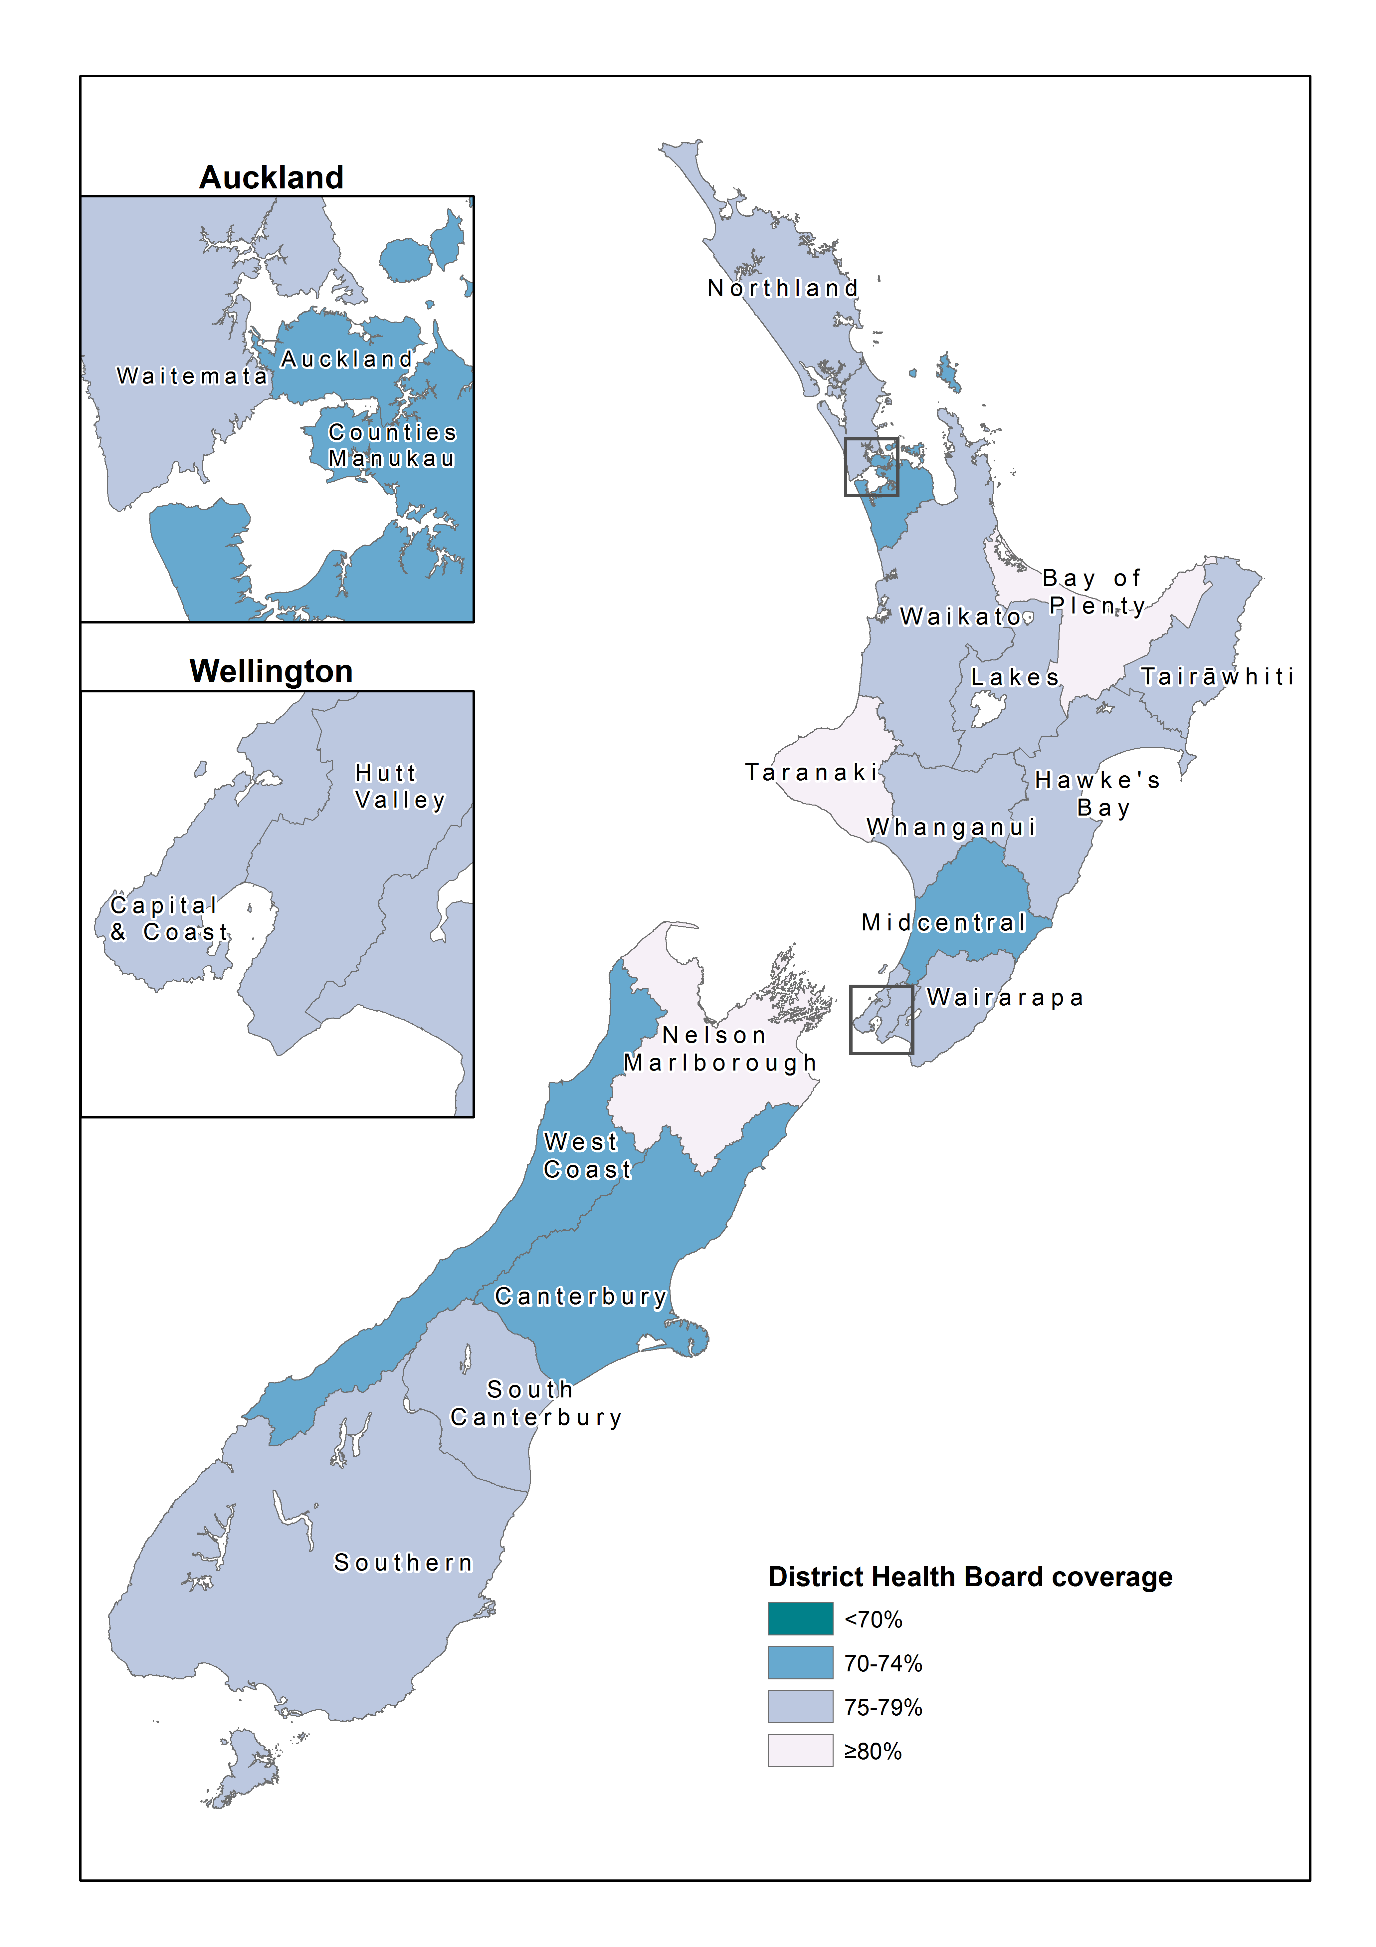 Auckland
Waitemata
Auckland
Counties
Manukau
Wellington
Hutt
Valley
Capital
& Coast
Northland
Bay of
Plenty
Waikato
Lakes
Tairāwhiti
Taranaki
Hawke's
Bay
Whanganui
Midcentral
Wairarapa
Nelson
Marlborough
West
Coast
Canterbury
South
Canterbury
Southern
District Health Board coverage
<70%
70-74%
75-79%
≥80%